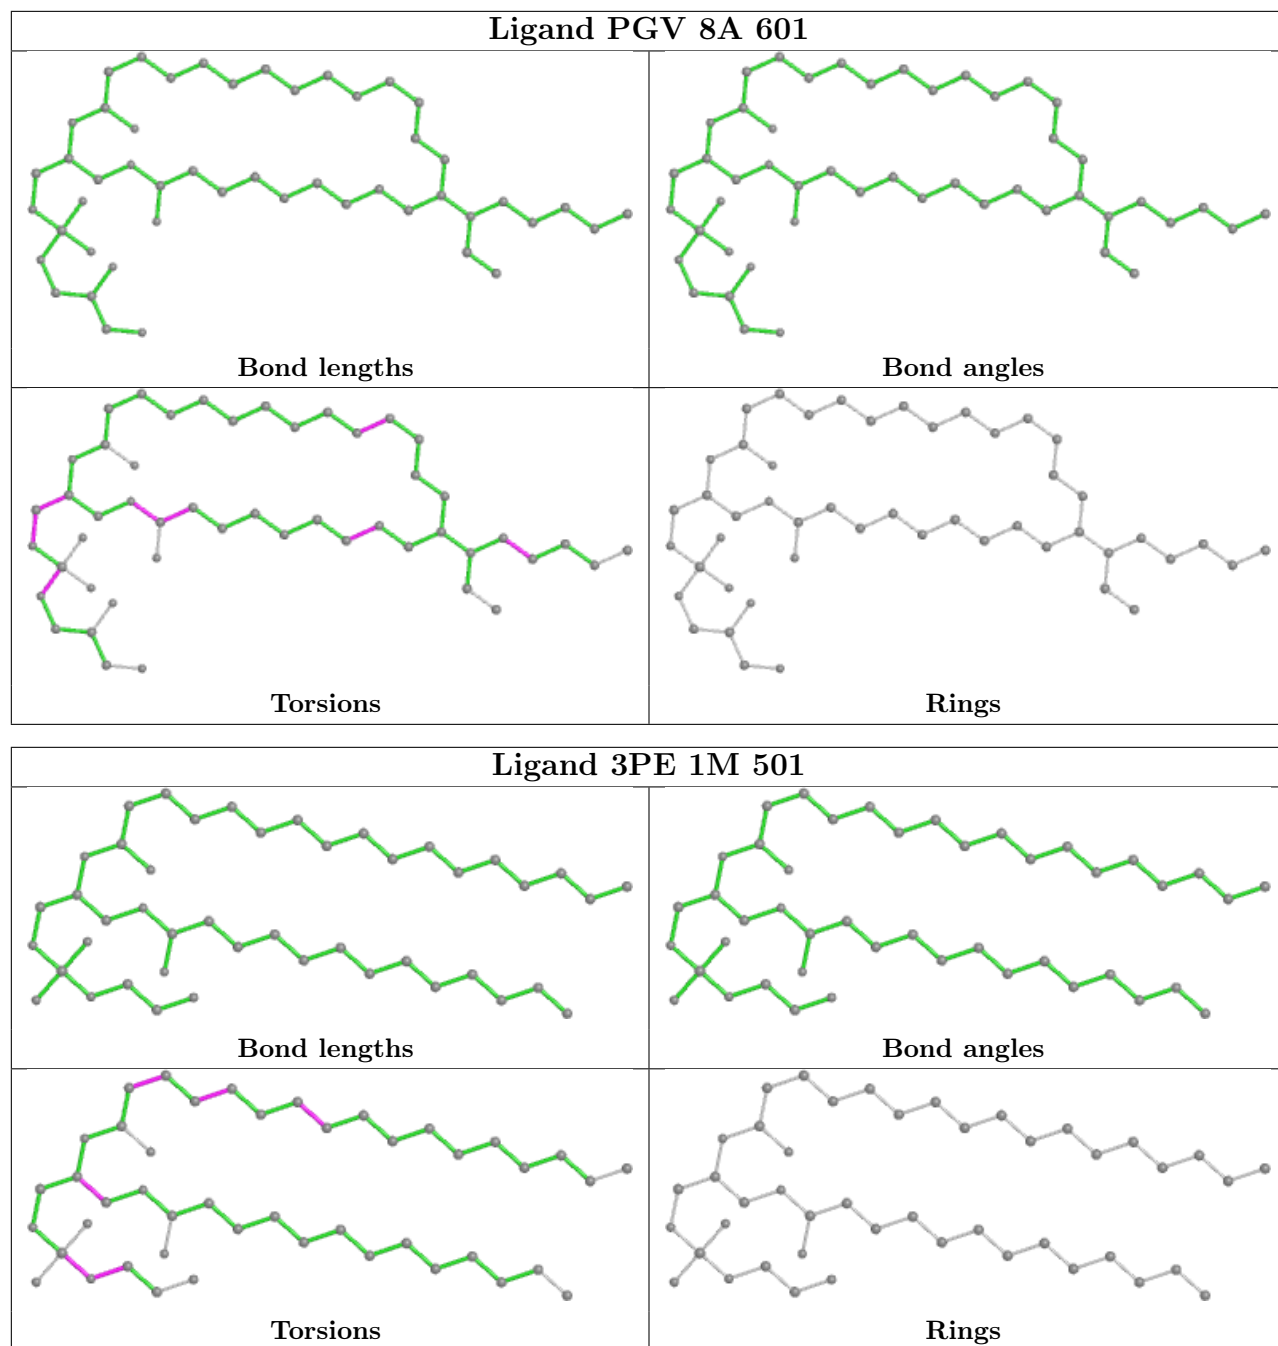 Ligand PGV 8A 601
Bond lengths
Bond angles
Torsions
Rings
Ligand 3PE 1M 501
Bond lengths
Bond angles
Torsions
Rings